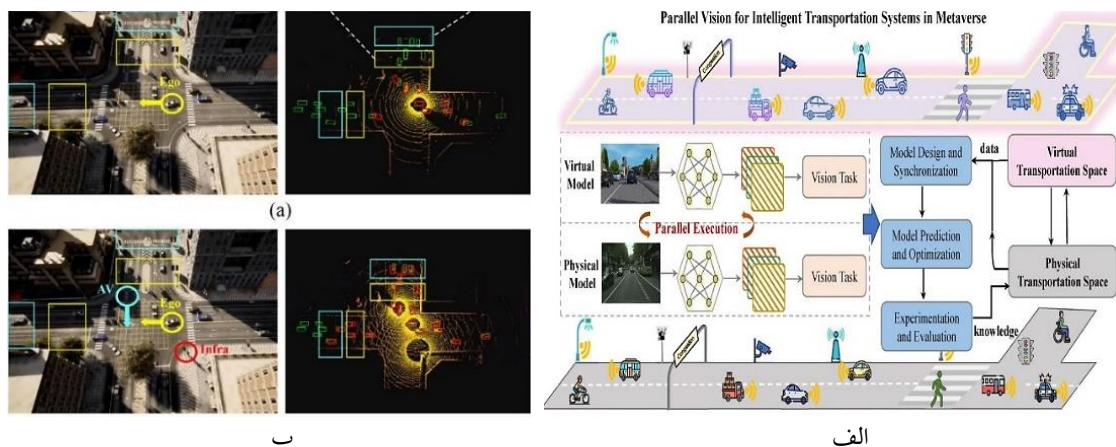 Parallel Vision for Intelligent Transportation Systems in Metaverse
Computation
Virtual
Model
Vision Task
Parallel Execution
Physical
Model
Vision Task
Model Design and
Synchronization
data
Virtual
Transportation Space
Model Prediction
and Optimization
Physical
Transportation Space
Experimentation
and Evaluation
knowledge
الف
Ego
(a)
AV
Ego
Infra
ب